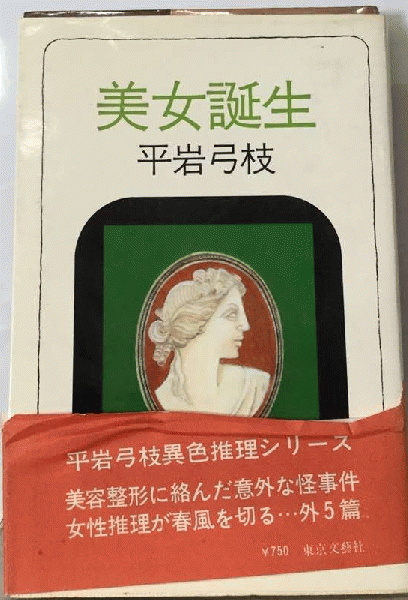 美女誕生
平岩弓枝
平岩弓枝異色推理シリーズ
美容整形に絡んだ意外な怪事件
女性推理が春風を切る…外5篇
¥750 東京文藝社